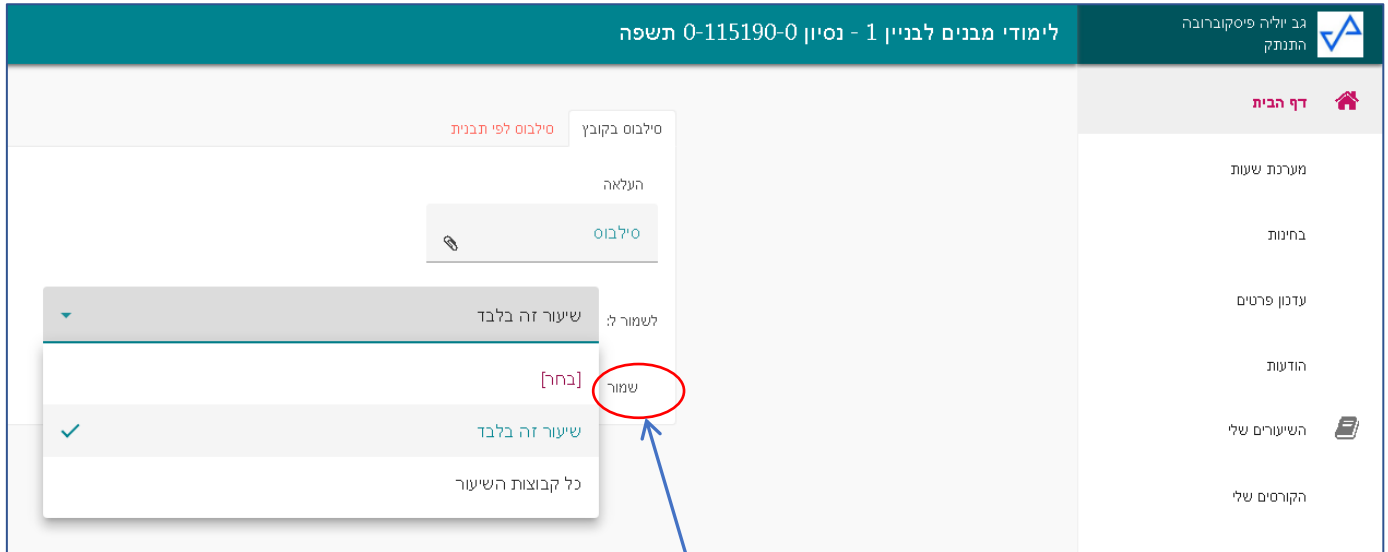 גב יוליה פיסקוברובה
התנתק
לימודי מבנים לבניין 1 - נסיון 0-115190-0 תשפה
דף הבית
מערכת שעות
בחינות
עדכון פרטים
הודעות
השיעורים שלי
הקורסים שלי
סילבוס בקובץ
סילבוס לפי תבנית
העלאה
סילבוס
לשמור ל:
שיעור זה בלבד
[בחר]
שיעור זה בלבד
כל קבוצות השיעור
שמור